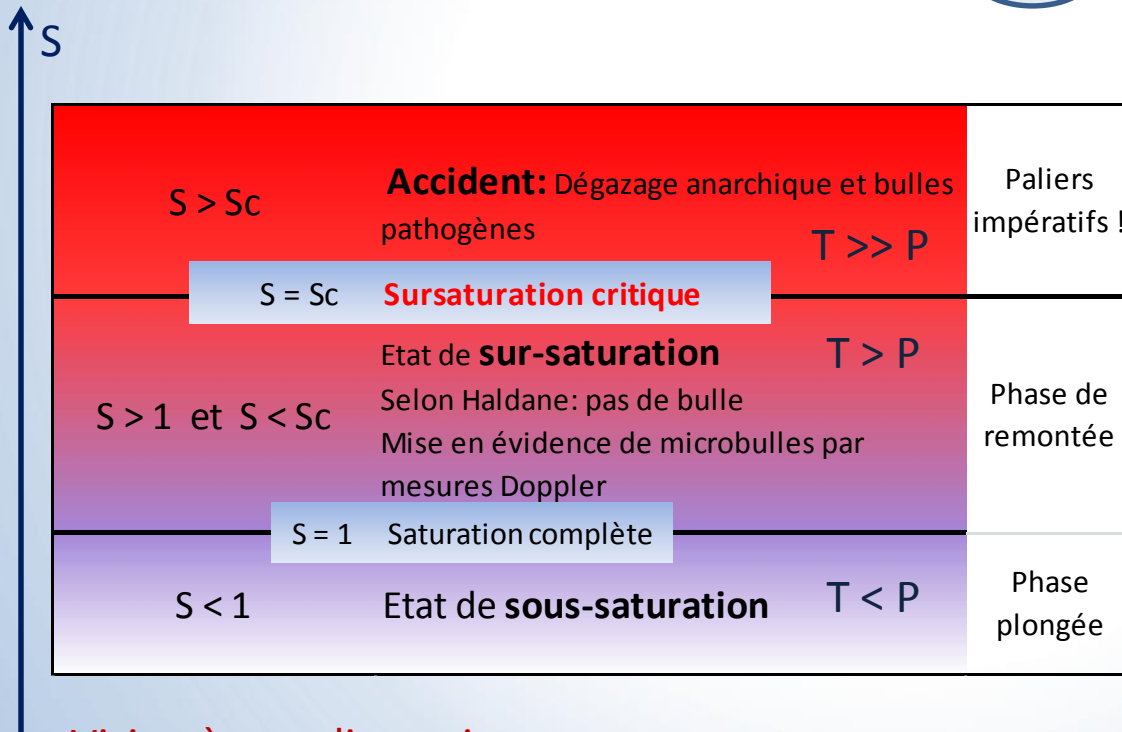 S
S > Sc
Accident: Dégazage anarchique et bulles
pathogènes
T >> P
Paliers
impératifs !
S = Sc Sursaturation critique
S > 1 et S < Sc
Etat de sur-saturation
T > P
Selon Haldane: pas de bulle
Mise en évidence de microbulles par
mesures Doppler
Phase de
remontée
S = 1 Saturation complète
S < 1
Etat de sous-saturation
T < P
Phase
plongée